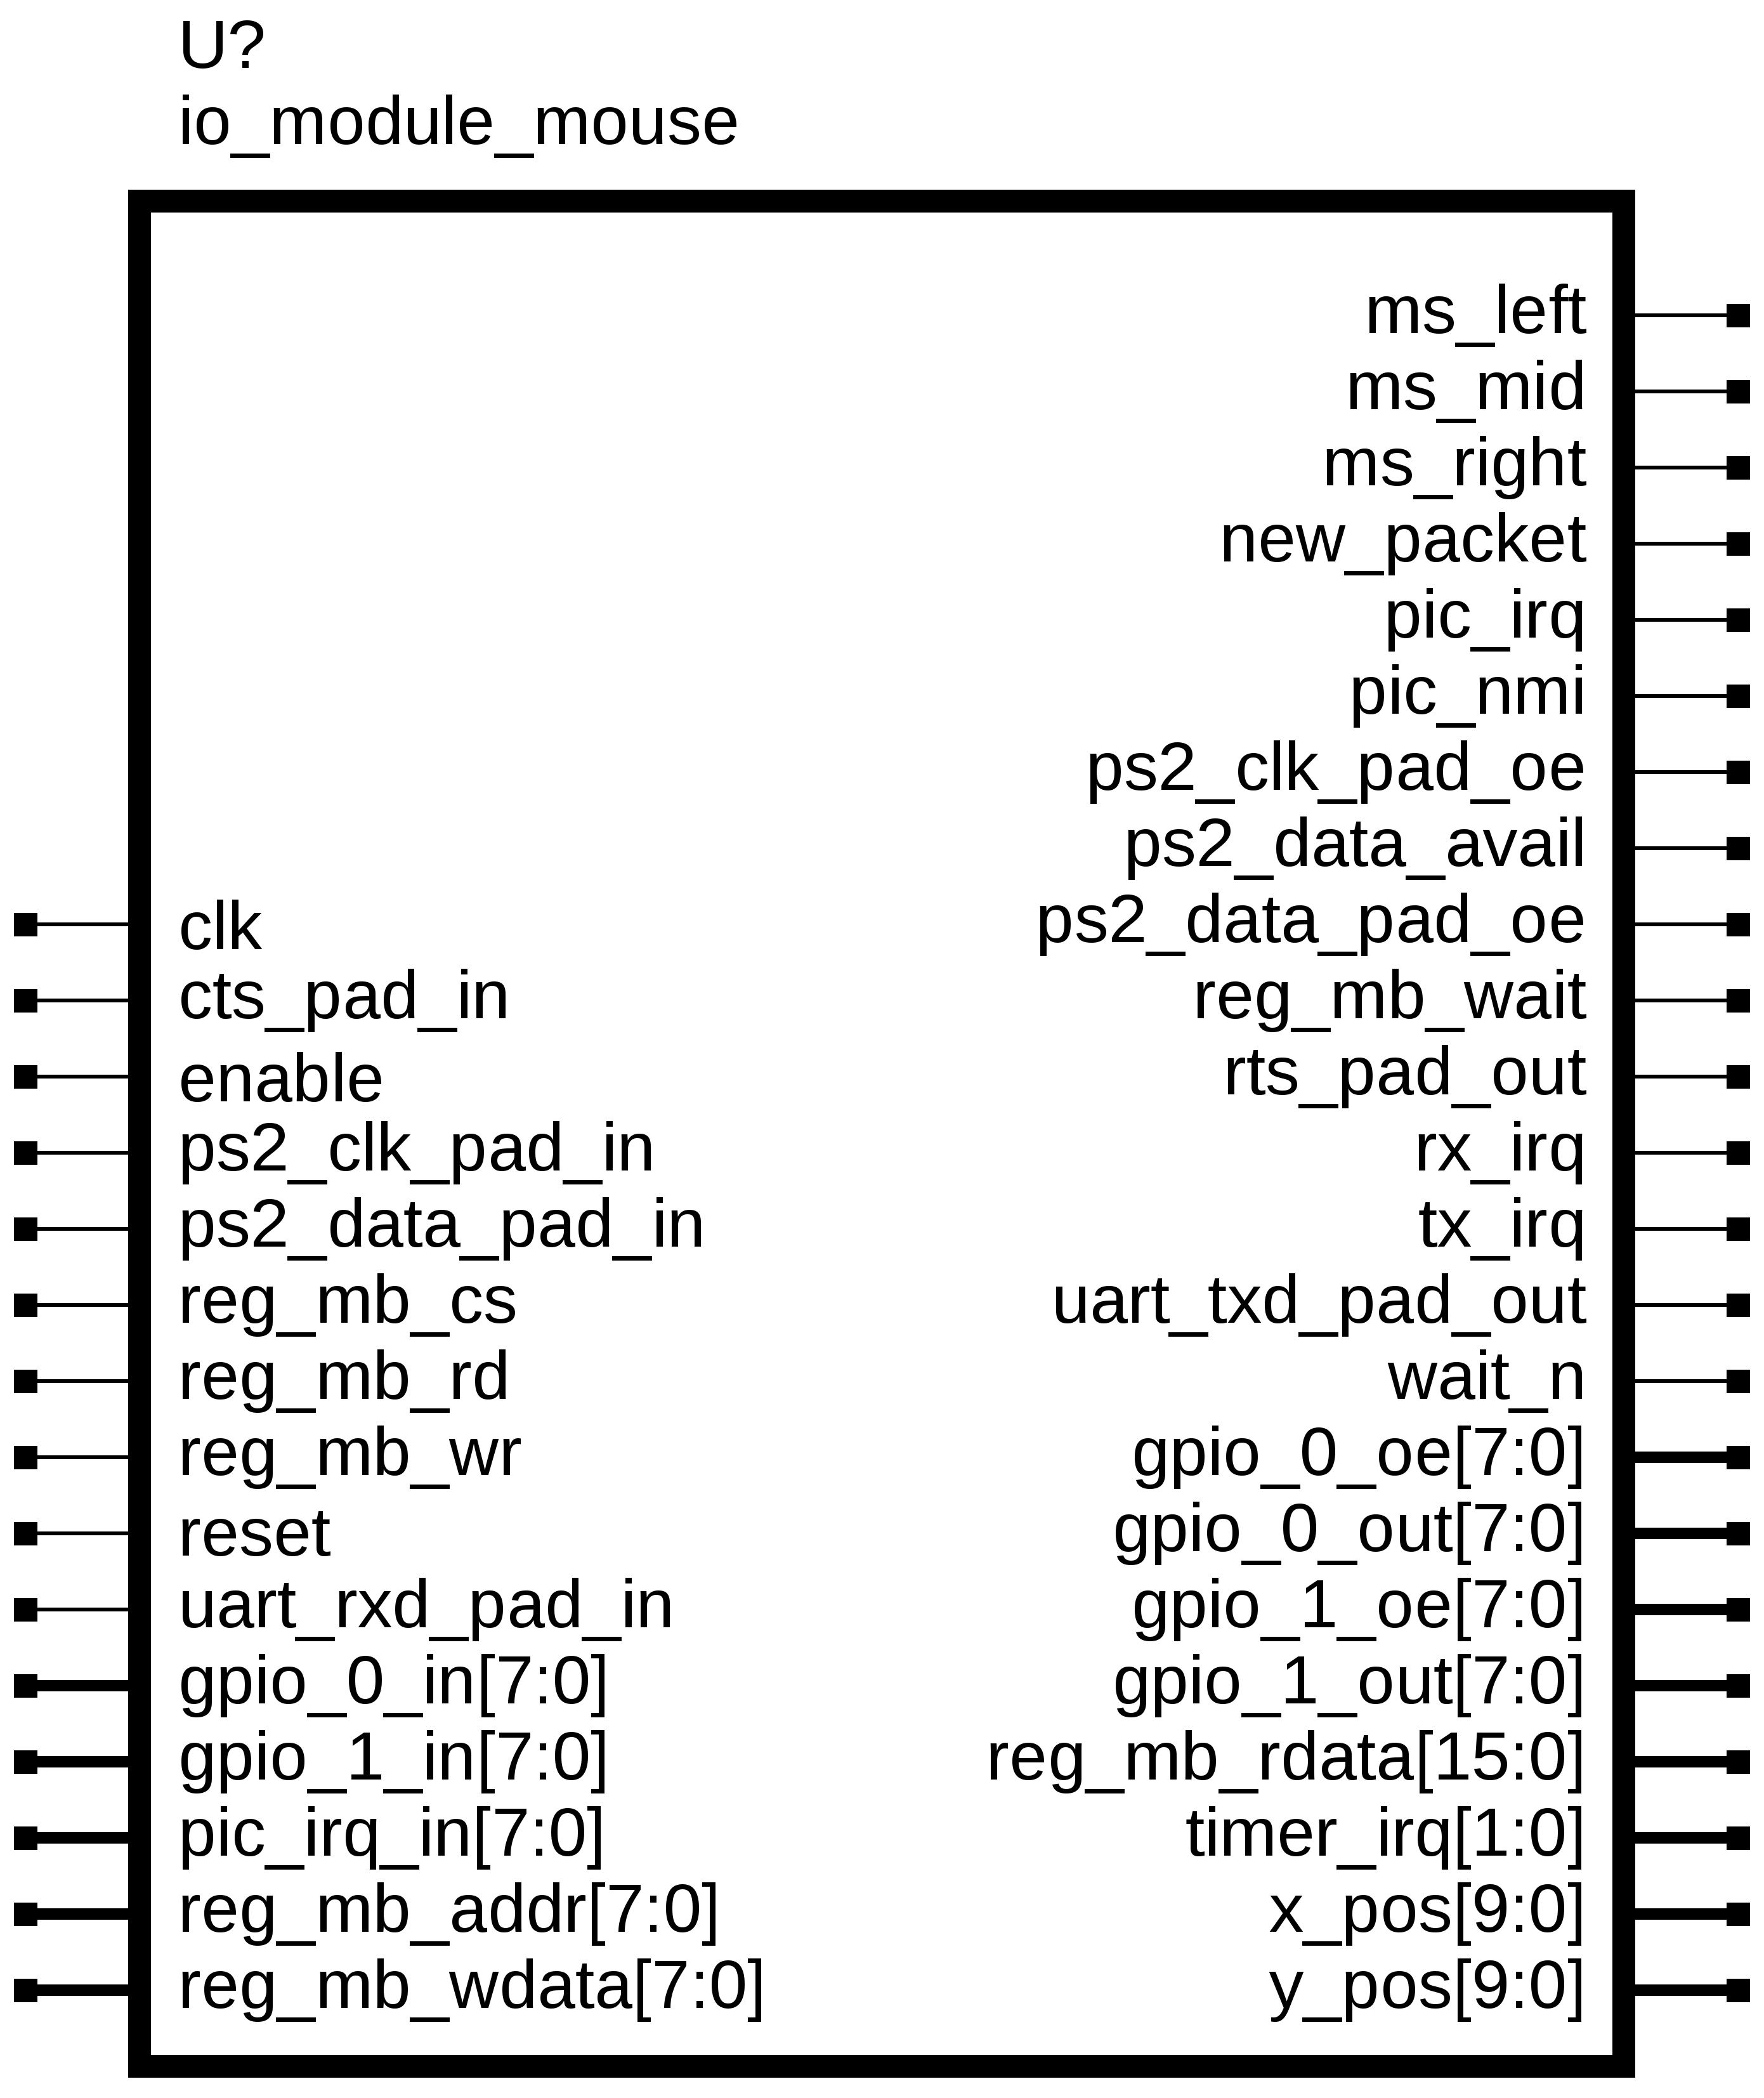 U?
io_module_mouse
ms_left
ms_mid
ms_right
new_packet
pic_irq
pic_nmi
ps2_clk_pad_oe
ps2_data_avail
clk
ps2_data_pad_oe
cts_pad_in
reg_mb_wait
enable
rts_pad_out
ps2_clk_pad_in
rx_irq
ps2_data_pad_in
tx_irq
reg_mb_cs
uart_txd_pad_out
reg_mb_rd
wait_n
reg_mb_wr
gpio_0_oe[7:0]
reset
gpio_0_out[7:0]
uart_rxd_pad_in
gpio_1_oe[7:0]
gpio_0_in[7:0]
gpio_1_out[7:0]
gpio_1_in[7:0]
reg_mb_rdata[15:0]
pic_irq_in[7:0]
timer_irq[1:0]
reg_mb_addr[7:0]
x_pos[9:0]
reg_mb_wdata[7:0]
y_pos[9:0]